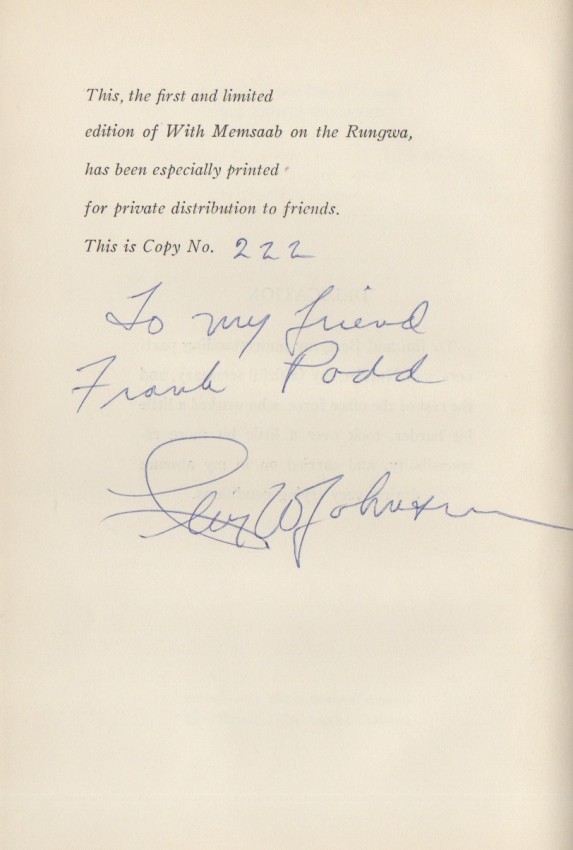 This, the first and limited
edition of With Memsaab on the Rungwa,
has been especially printed
for private distribution to friends.
This is Copy No. 222
To my friend
Frank Podd
W Johnson